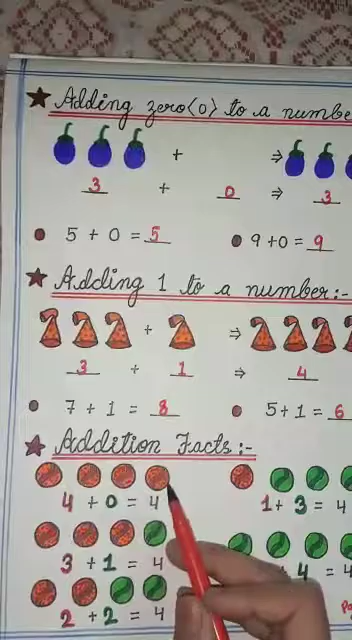 Adding zero(0) to a numbe
+ ⇒
3 + 0 ⇒ 3
5 + 0 = 5 9 + 0 = 9
Adding 1 to a number:-
+ ⇒
3 + 1 ⇒ 4
7 + 1 = 8 5 + 1 = 6
Addition Facts:-
4 + 0 = 4 1 + 3 = 4
3 + 1 = 4
+ 4 = 4
2 + 2 = 4